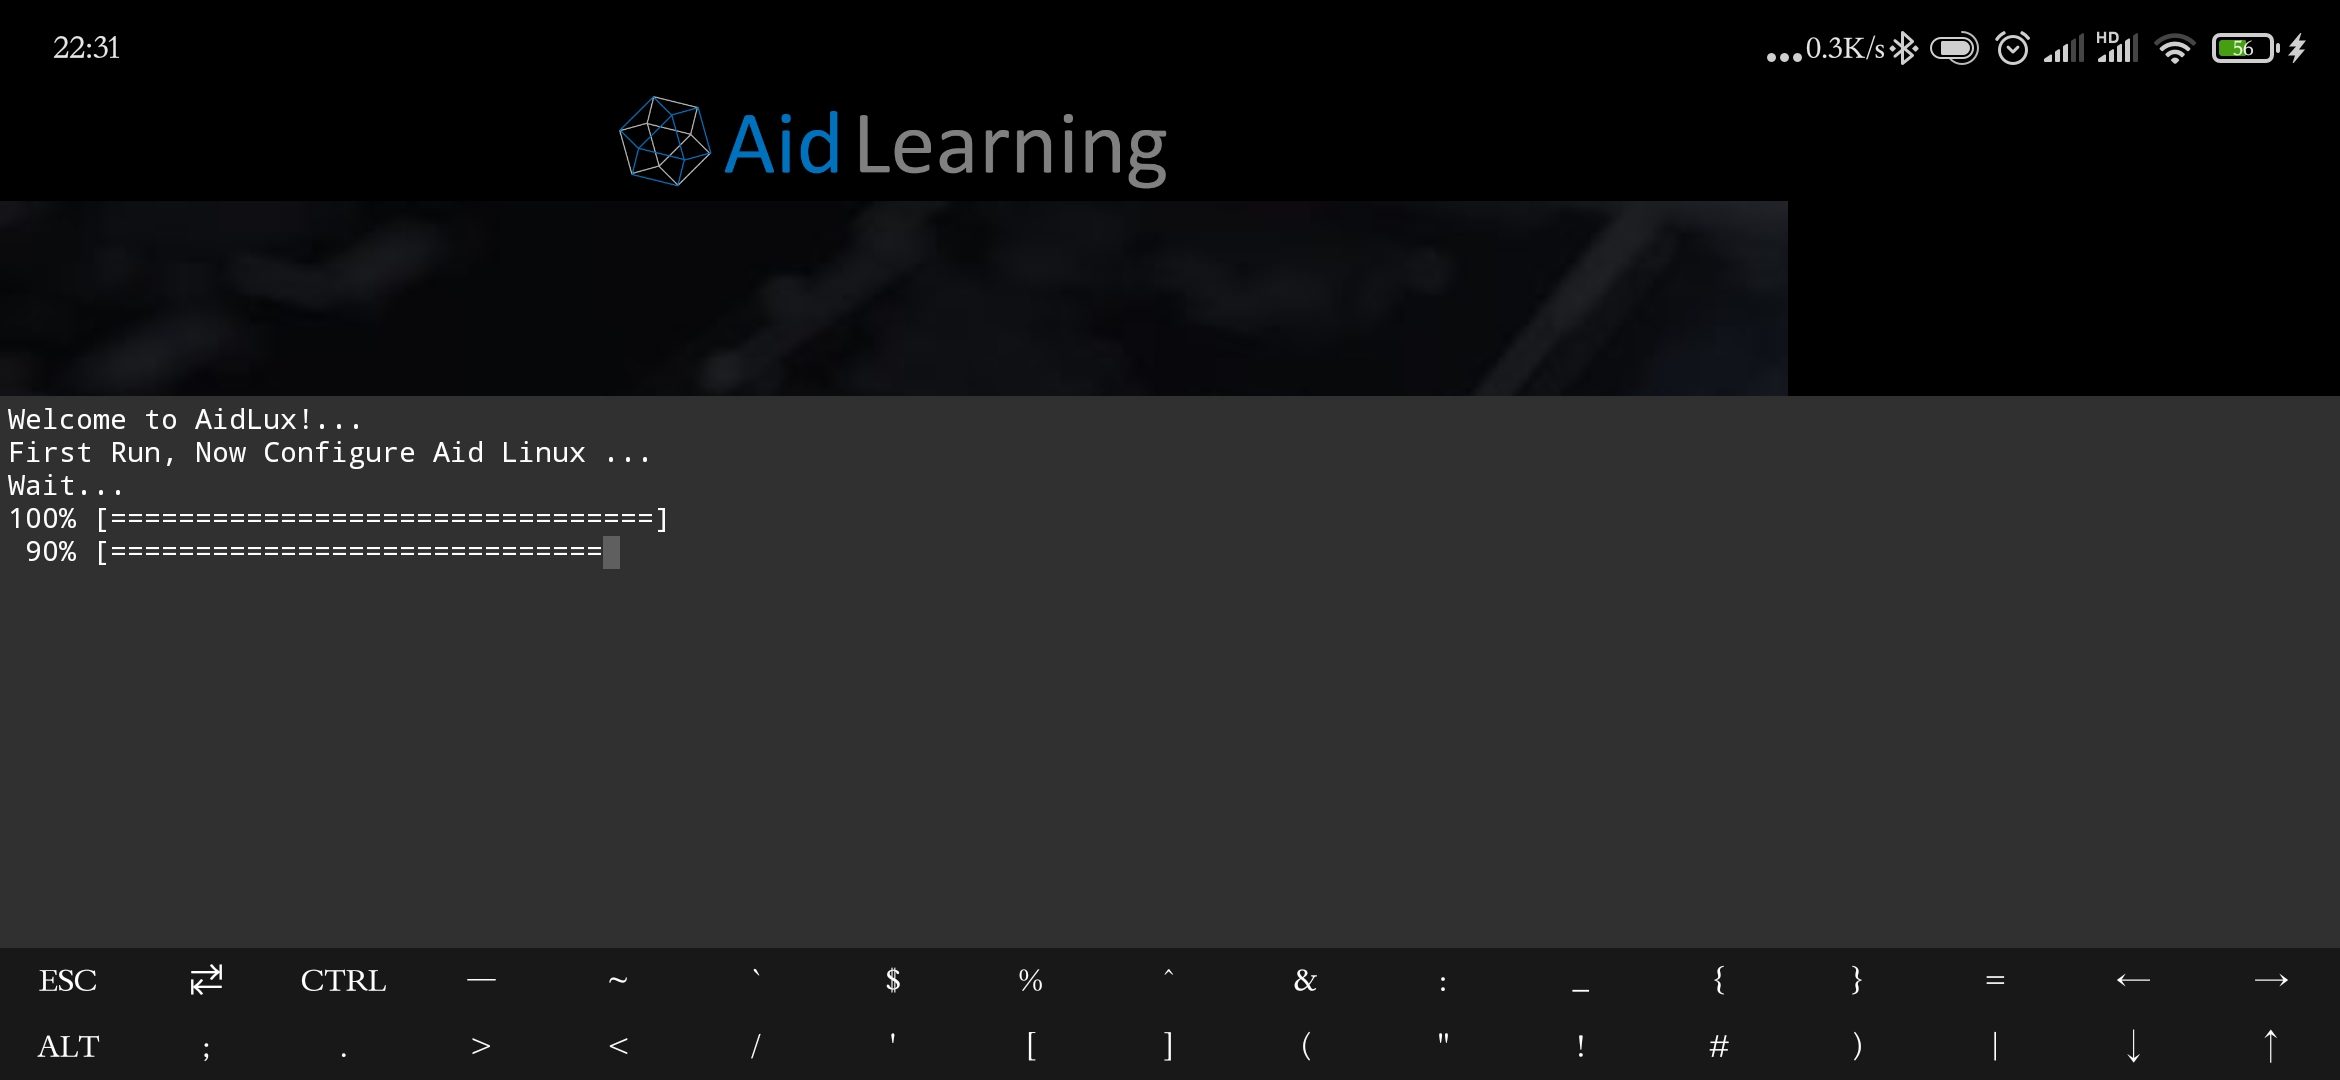 22:31
...0.3K/s HD 56
Aid Learning
Welcome to AidLux!...
First Run, Now Configure Aid Linux ...
Wait...
100% [================================]
 90% [=============================
ESC ⇄ CTRL — ~ ` $ % ^ & : _ { } = ← →
ALT ; . > < / ' [ ] ( " ! # ) | ↓ ↑